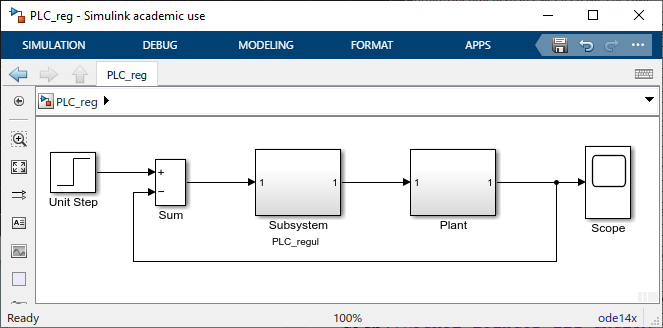 PLC_reg - Simulink academic use
SIMULATION DEBUG MODELING FORMAT APPS
PLC_reg
PLC_reg
+
−
1 1 1 1
Unit Step
Sum
Subsystem
Plant
Scope
PLC_regul
Ready 100% ode14x